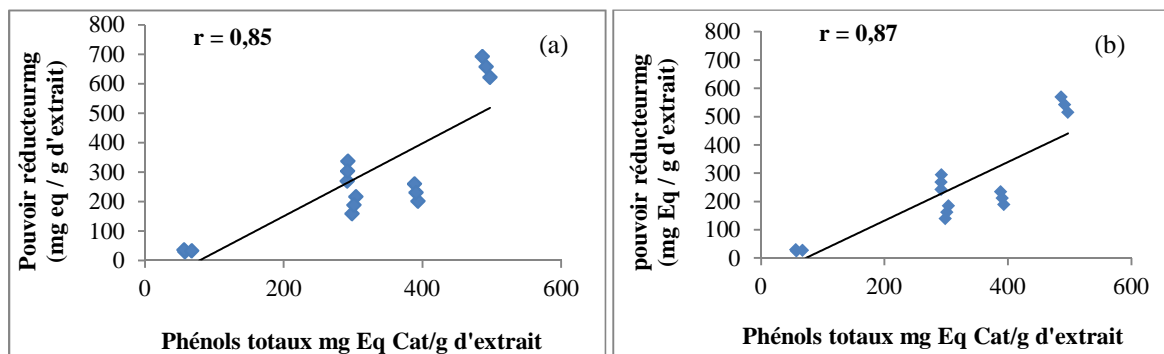 r = 0,85
(a)
Pouvoir réducteurmg
(mg eq / g d'extrait)
800
700
600
500
400
300
200
100
0
0 200 400 600
Phénols totaux mg Eq Cat/g d'extrait
r = 0,87
(b)
pouvoir réducteurmg
(mg Eq / g d'extrait)
800
700
600
500
400
300
200
100
0
0 200 400 600
Phénols totaux mg Eq Cat/g d'extrait